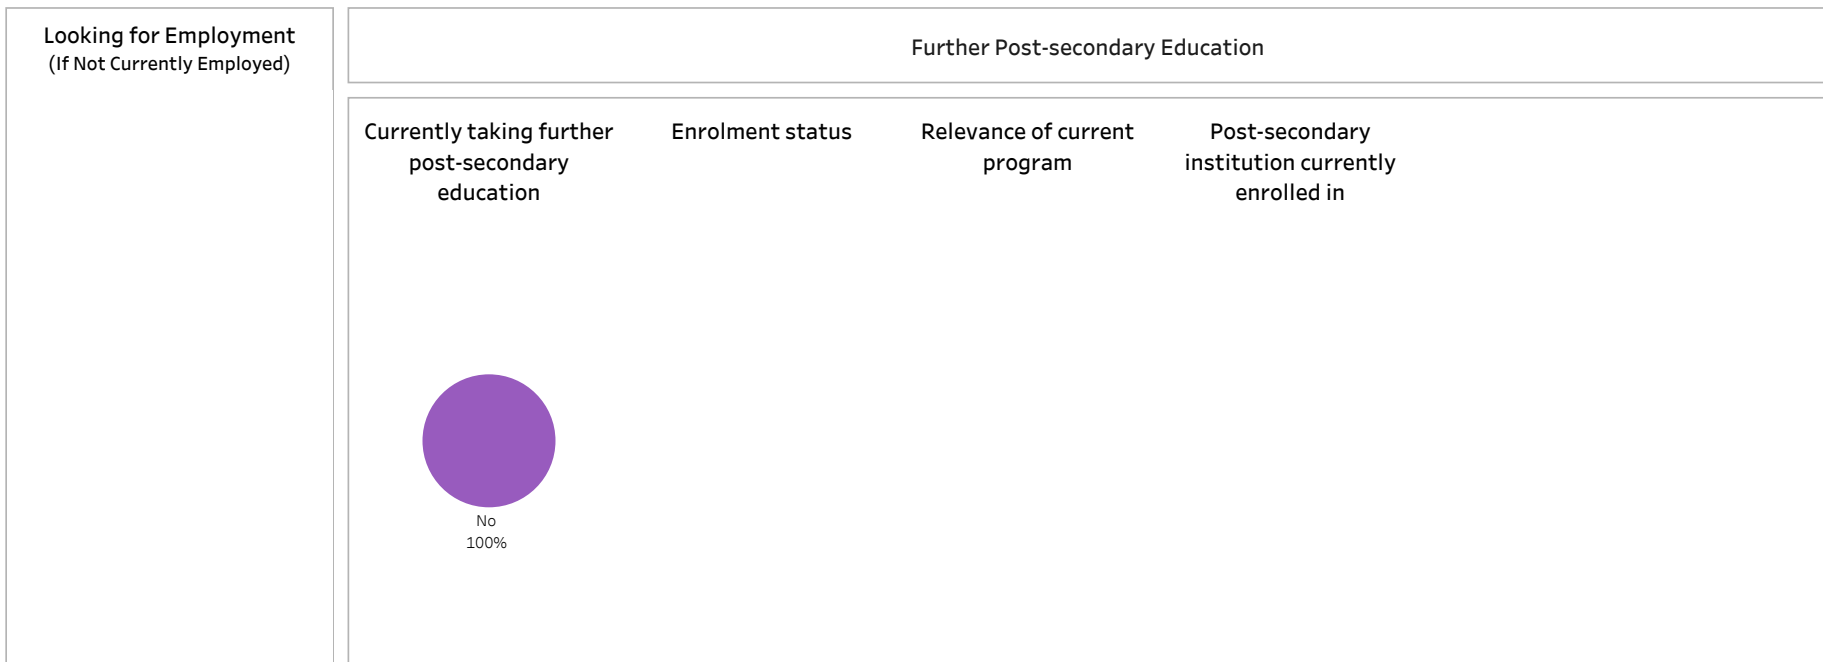 Looking for Employment
(If Not Currently Employed)
Further Post-secondary Education
Currently taking further
post-secondary
education
Enrolment status
Relevance of current
program
Post-secondary
institution currently
enrolled in
No
100%